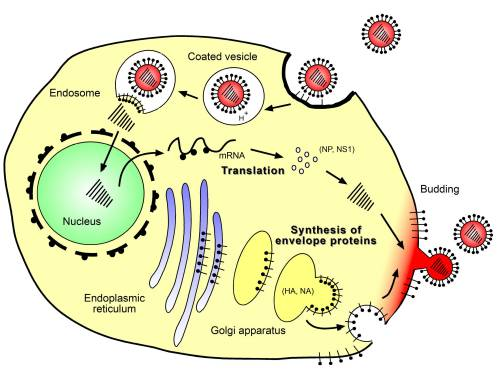 Coated vesicle
Endosome
H+
mRNA
(NP, NS1)
Translation
Budding
Nucleus
Synthesis of
envelope proteins
(HA, NA)
Endoplasmic
reticulum
Golgi apparatus